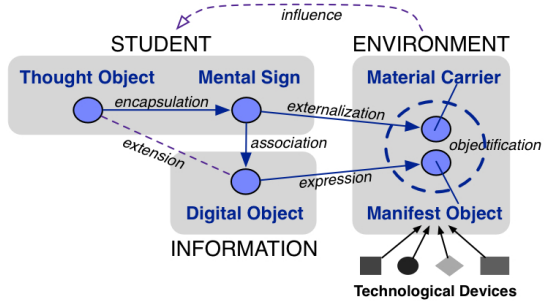 influence
STUDENT
ENVIRONMENT
Thought Object
Mental Sign
Material Carrier
encapsulation
externalization
extension
association
objectification
expression
Digital Object
Manifest Object
INFORMATION
Technological Devices